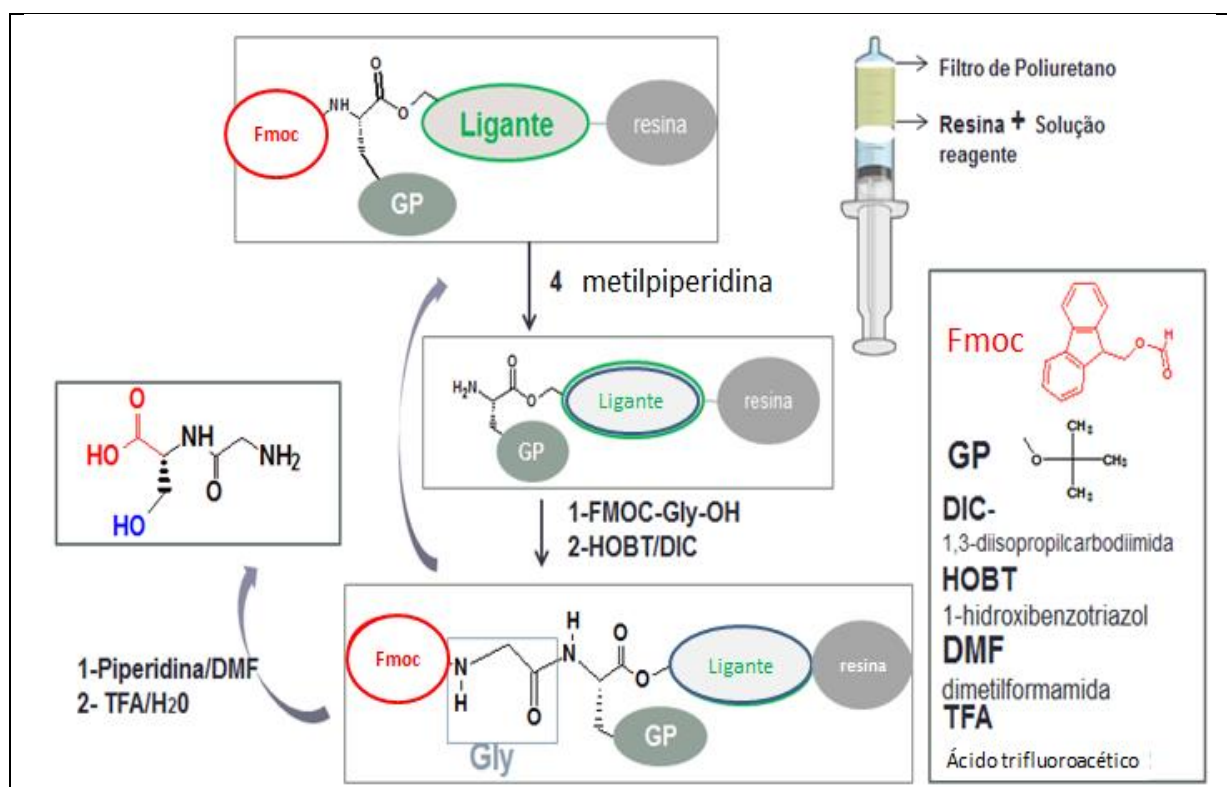 Fmoc
NH
O
O
Ligante
resina
GP
Filtro de Poliuretano
Resina + Solução
reagente
4 metilpiperidina
H₂N
O
O
Ligante
resina
GP
1-FMOC-Gly-OH
2-HOBT/DIC
O
HO
NH
O
NH₂
HO
1-Piperidina/DMF
2- TFA/H20
Fmoc
N
H
O
H
N
O
O
Ligante
resina
GP
Gly
Fmoc
O
H
O
GP
O
CH₃
CH₃
CH₃
DIC-
1,3-diisopropilcarbodiimida
HOBT
1-hidroxibenzotriazol
DMF
dimetilformamida
TFA
Ácido trifluoroacético